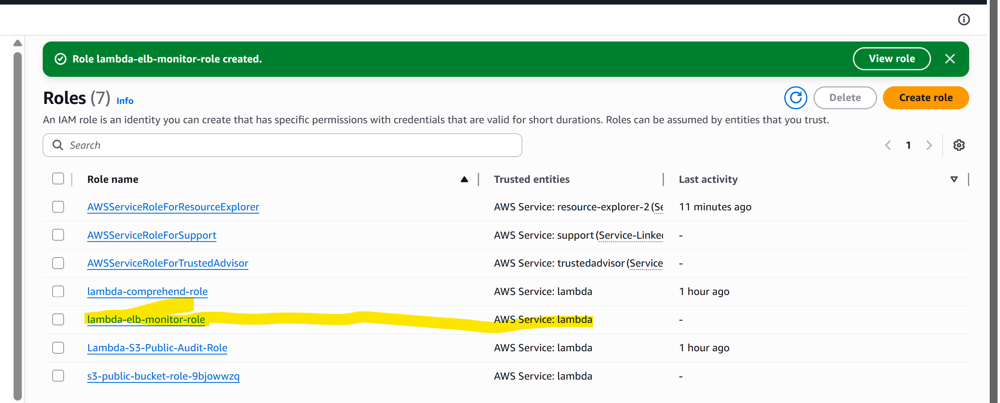 Role lambda-elb-monitor-role created.
View role
Roles (7) Info
Delete
Create role
An IAM role is an identity you can create that has specific permissions with credentials that are valid for short durations. Roles can be assumed by entities that you trust.
Search
1
Role name Trusted entities Last activity
AWSServiceRoleForResourceExplorer AWS Service: resource-explorer-2 (Se 11 minutes ago
AWSServiceRoleForSupport AWS Service: support (Service-Linked -
AWSServiceRoleForTrustedAdvisor AWS Service: trustedadvisor (Service -
lambda-comprehend-role AWS Service: lambda 1 hour ago
lambda-elb-monitor-role AWS Service: lambda -
Lambda-S3-Public-Audit-Role AWS Service: lambda 1 hour ago
s3-public-bucket-role-9bjowwzq AWS Service: lambda -